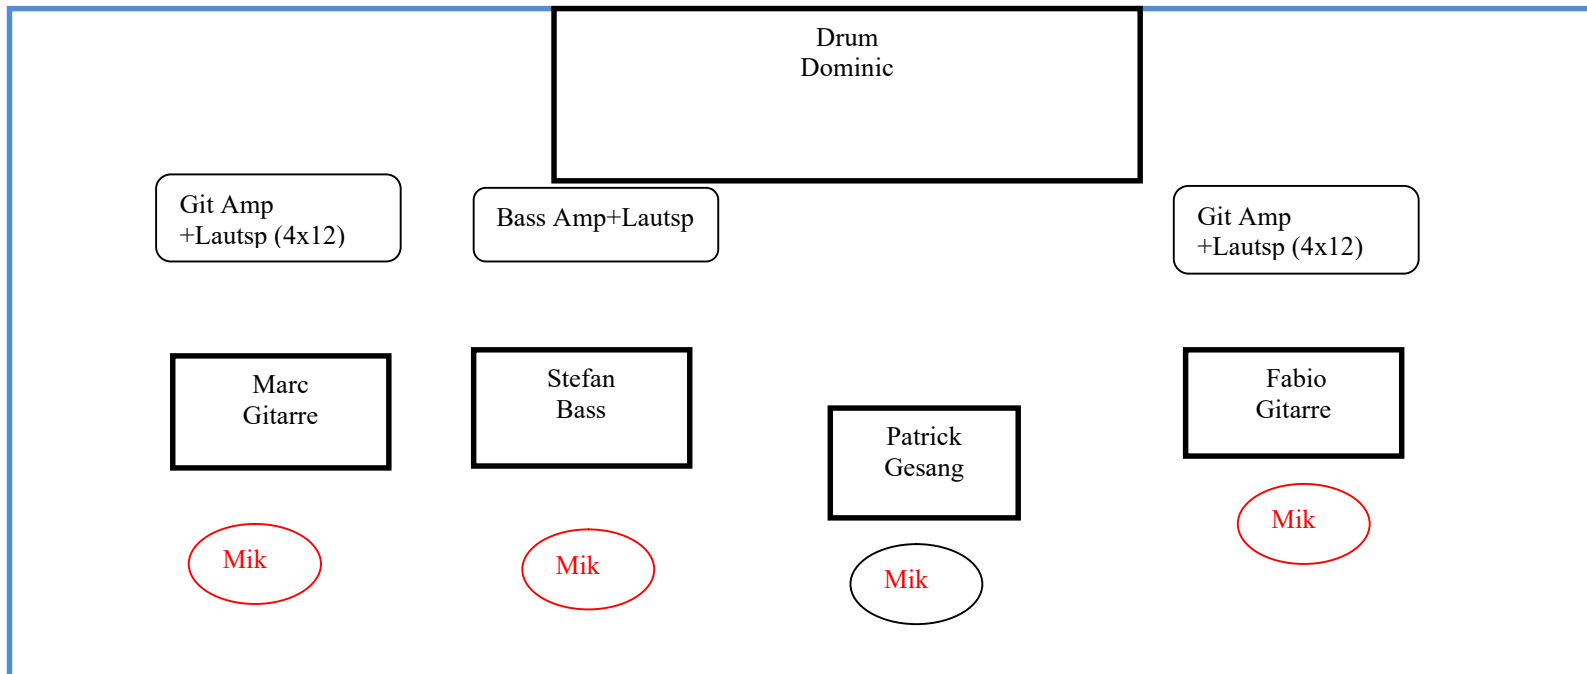 Drum
Dominic
Git Amp
+Lautsp (4x12)
Bass Amp+Lautsp
Git Amp
+Lautsp (4x12)
Marc
Gitarre
Stefan
Bass
Patrick
Gesang
Fabio
Gitarre
Mik
Mik
Mik
Mik